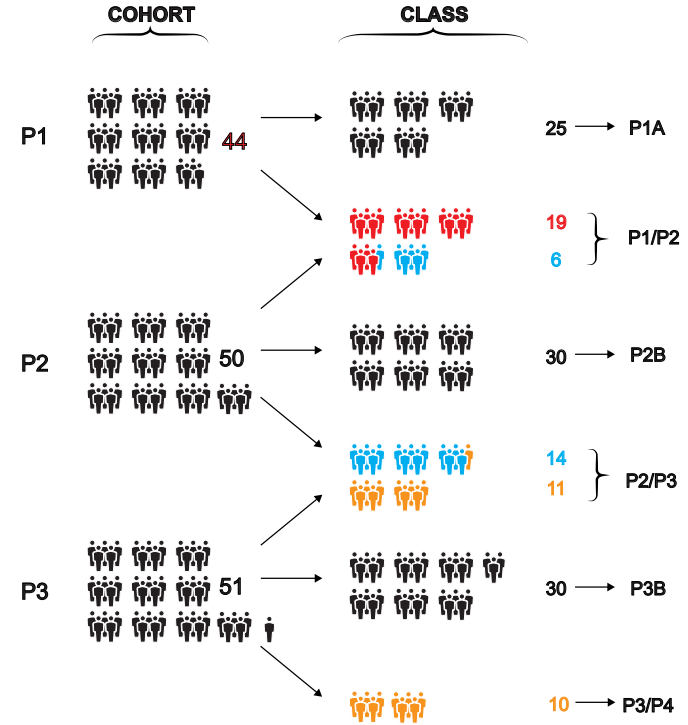 COHORT CLASS
P1 44 25 P1A
19
6 P1/P2
P2 50 30 P2B
14
11 P2/P3
P3 51 30 P3B
10 P3/P4